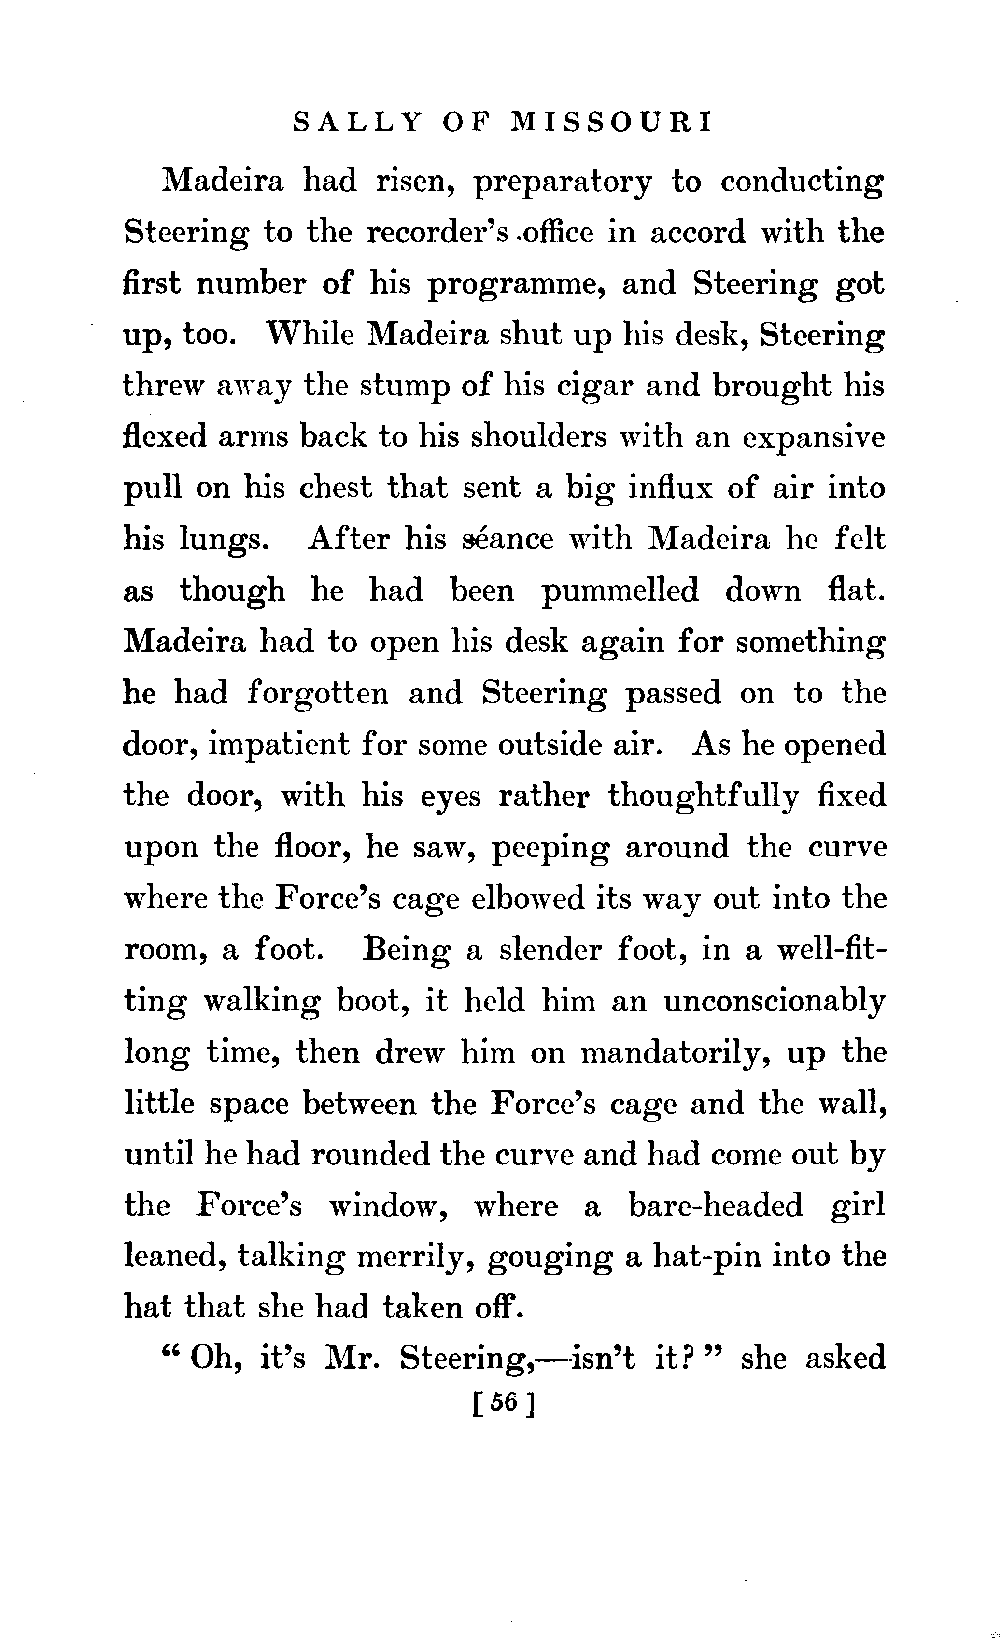 SALLY OF MISSOURI
Madeira had risen, preparatory to conducting
Steering to the recorder's office in accord with the
first number of his programme, and Steering got
up, too. While Madeira shut up his desk, Steering
threw away the stump of his cigar and brought his
flexed arms back to his shoulders with an expansive
pull on his chest that sent a big influx of air into
his lungs. After his séance with Madeira he felt
as though he had been pummelled down flat.
Madeira had to open his desk again for something
he had forgotten and Steering passed on to the
door, impatient for some outside air. As he opened
the door, with his eyes rather thoughtfully fixed
upon the floor, he saw, peeping around the curve
where the Force's cage elbowed its way out into the
room, a foot. Being a slender foot, in a well-fit-
ting walking boot, it held him an unconscionably
long time, then drew him on mandatorily, up the
little space between the Force's cage and the wall,
until he had rounded the curve and had come out by
the Force's window, where a bare-headed girl
leaned, talking merrily, gouging a hat-pin into the
hat that she had taken off.
“Oh, it's Mr. Steering,—isn't it?” she asked
[56]